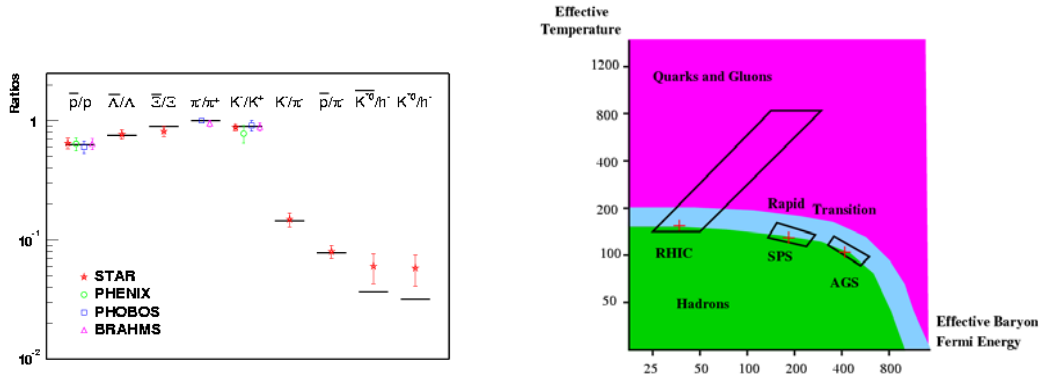 Ratios
p̅/p Λ̅/Λ Ξ̅/Ξ π⁻/π⁺ K⁻/K⁺ K⁻/π⁻ p̅/π⁻ K̅*⁰/h⁻ K*⁰/h⁻
1
10⁻¹
10⁻²
STAR
PHENIX
PHOBOS
BRAHMS
Effective
Temperature
1200
800
400
200
100
50
Quarks and Gluons
Rapid
Transition
RHIC
SPS
AGS
Hadrons
Effective Baryon
Fermi Energy
25 50 100 200 400 800